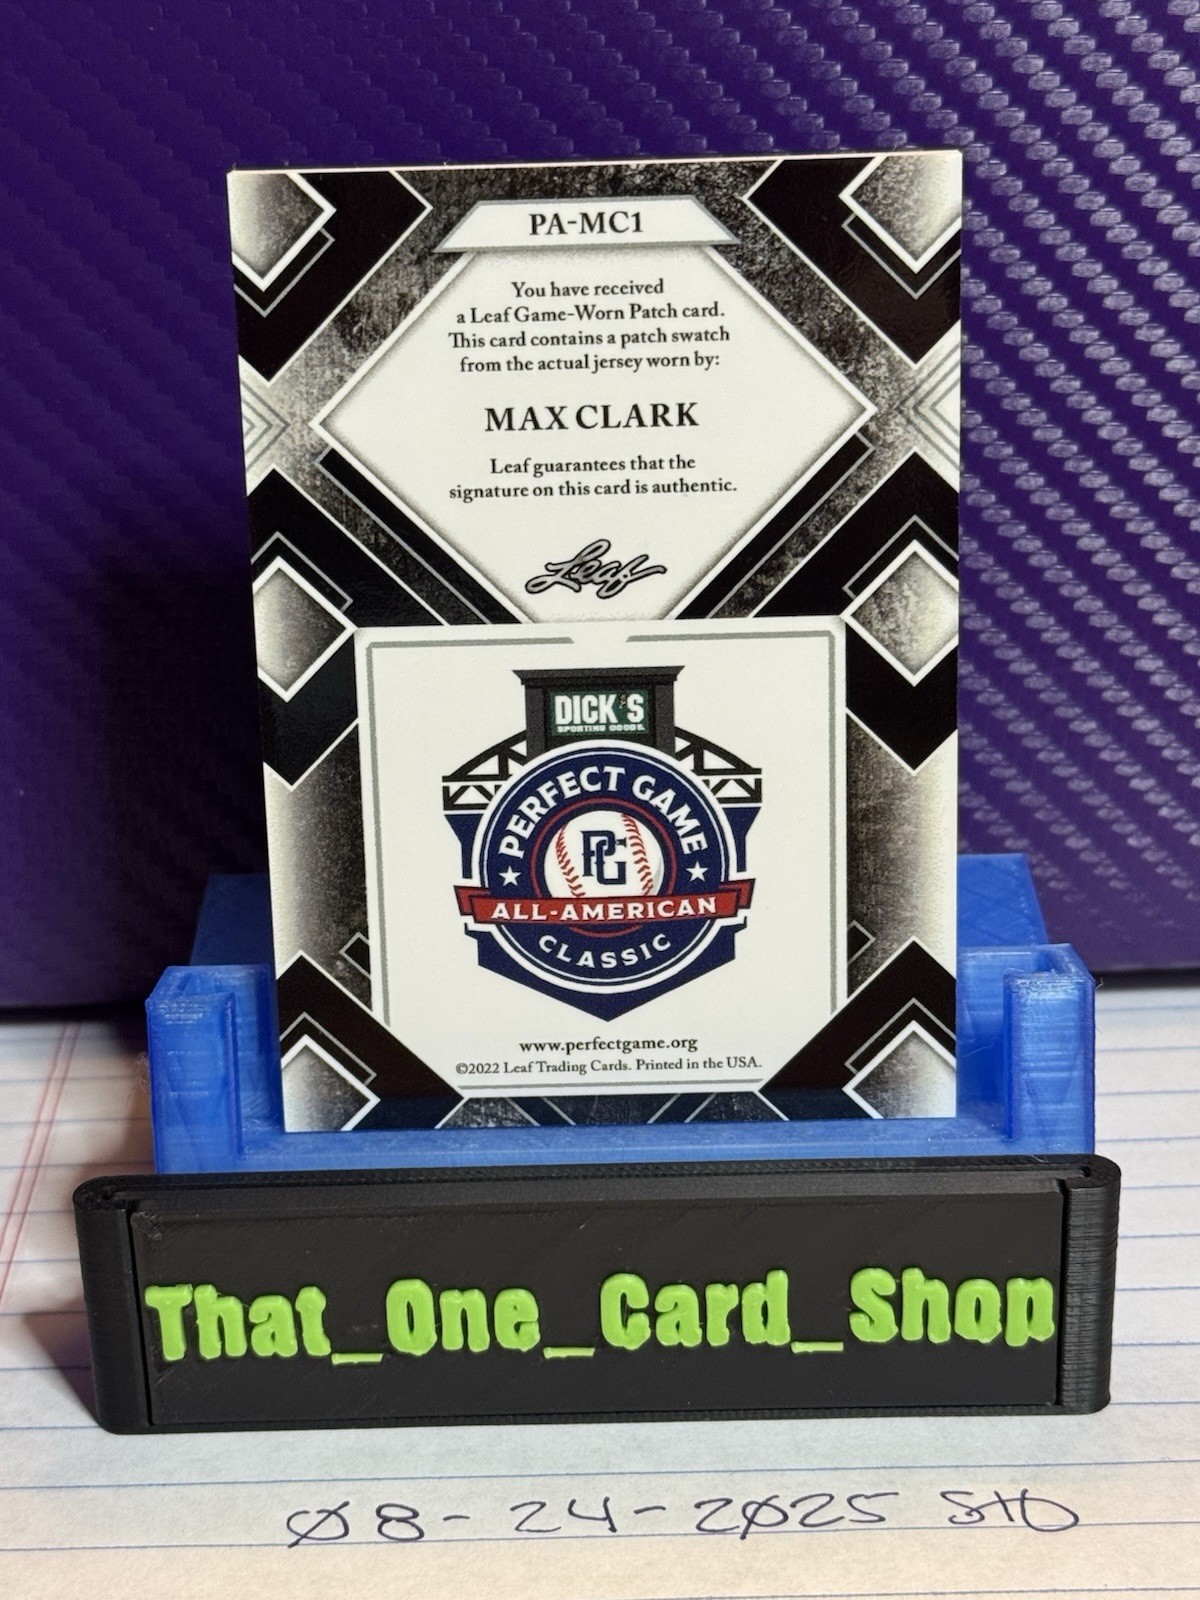 PA-MC1
You have received
a Leaf Game-Worn Patch card.
This card contains a patch swatch
from the actual jersey worn by:
MAX CLARK
Leaf guarantees that the
signature on this card is authentic.
Leaf
DICK'S
SPORTING GOODS
PERFECT GAME
PG
ALL-AMERICAN
CLASSIC
www.perfectgame.org
©2022 Leaf Trading Cards. Printed in the USA.
That_One_Card_Shop
08-24-2025